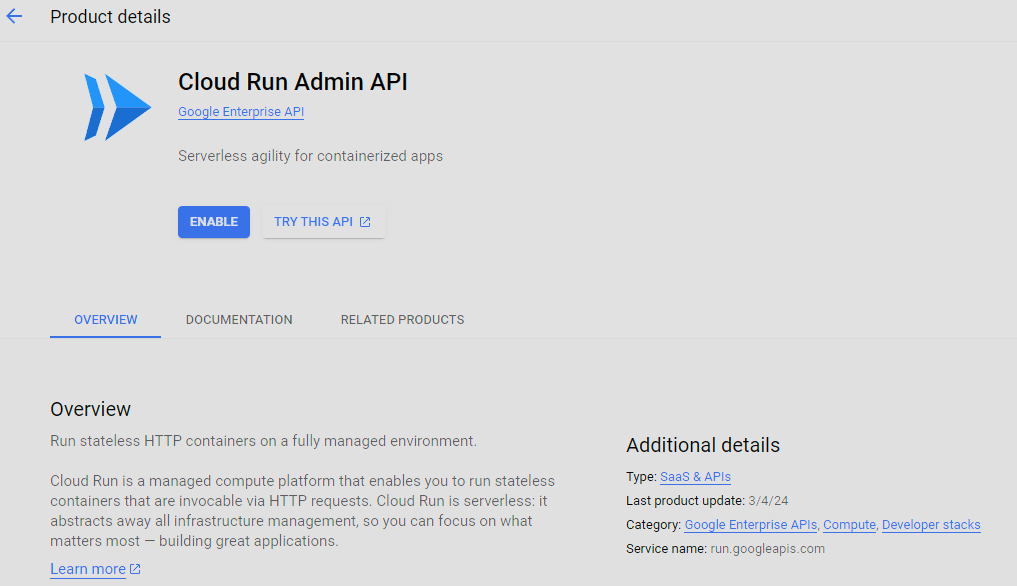 Product details
Cloud Run Admin API
Google Enterprise API
Serverless agility for containerized apps
ENABLE
TRY THIS API
OVERVIEW
DOCUMENTATION
RELATED PRODUCTS
Overview
Run stateless HTTP containers on a fully managed environment.
Cloud Run is a managed compute platform that enables you to run stateless
containers that are invocable via HTTP requests. Cloud Run is serverless: it
abstracts away all infrastructure management, so you can focus on what
matters most — building great applications.
Learn more
Additional details
Type: SaaS & APIs
Last product update: 3/4/24
Category: Google Enterprise APIs, Compute, Developer stacks
Service name: run.googleapis.com